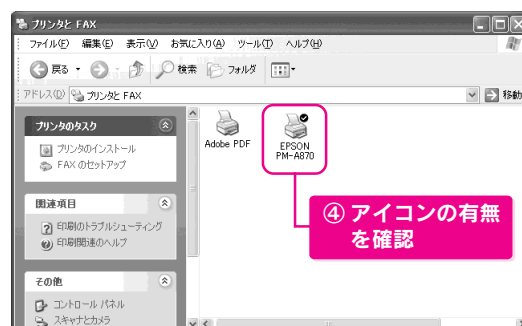 プリンタと FAX
ファイル(F) 編集(E) 表示(V) お気に入り(A) ツール(T) ヘルプ(H)
戻る 検索 フォルダ
アドレス(D) プリンタと FAX 移動
プリンタのタスク
プリンタのインストール
FAX のセットアップ
関連項目
印刷のトラブルシューティング
印刷関連のヘルプ
その他
コントロール パネル
スキャナとカメラ
Adobe PDF
EPSON
PM-A870
④ アイコンの有無
を確認